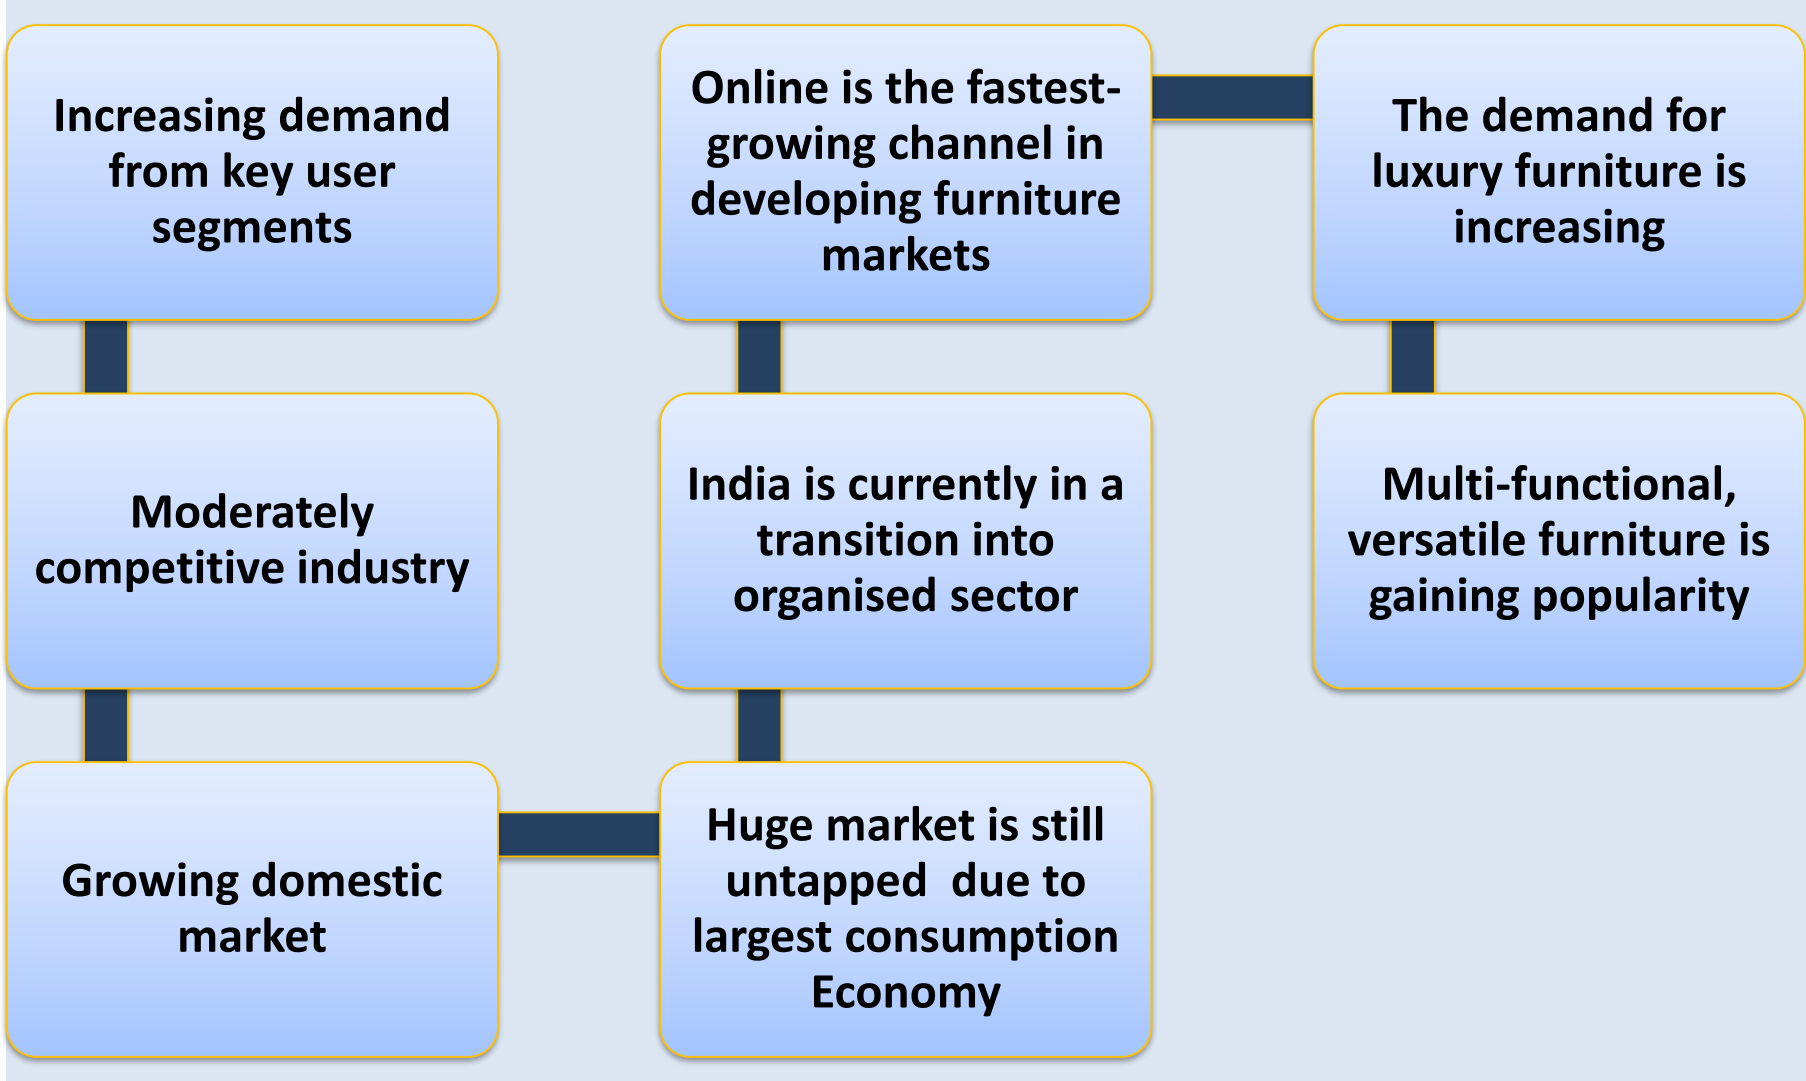 Increasing demand
from key user
segments
Moderately
competitive industry
Growing domestic
market
Huge market is still
untapped  due to
largest consumption
Economy
India is currently in a
transition into
organised sector
Online is the fastest-
growing channel in
developing furniture
markets
The demand for
luxury furniture is
increasing
Multi-functional,
versatile furniture is
gaining popularity